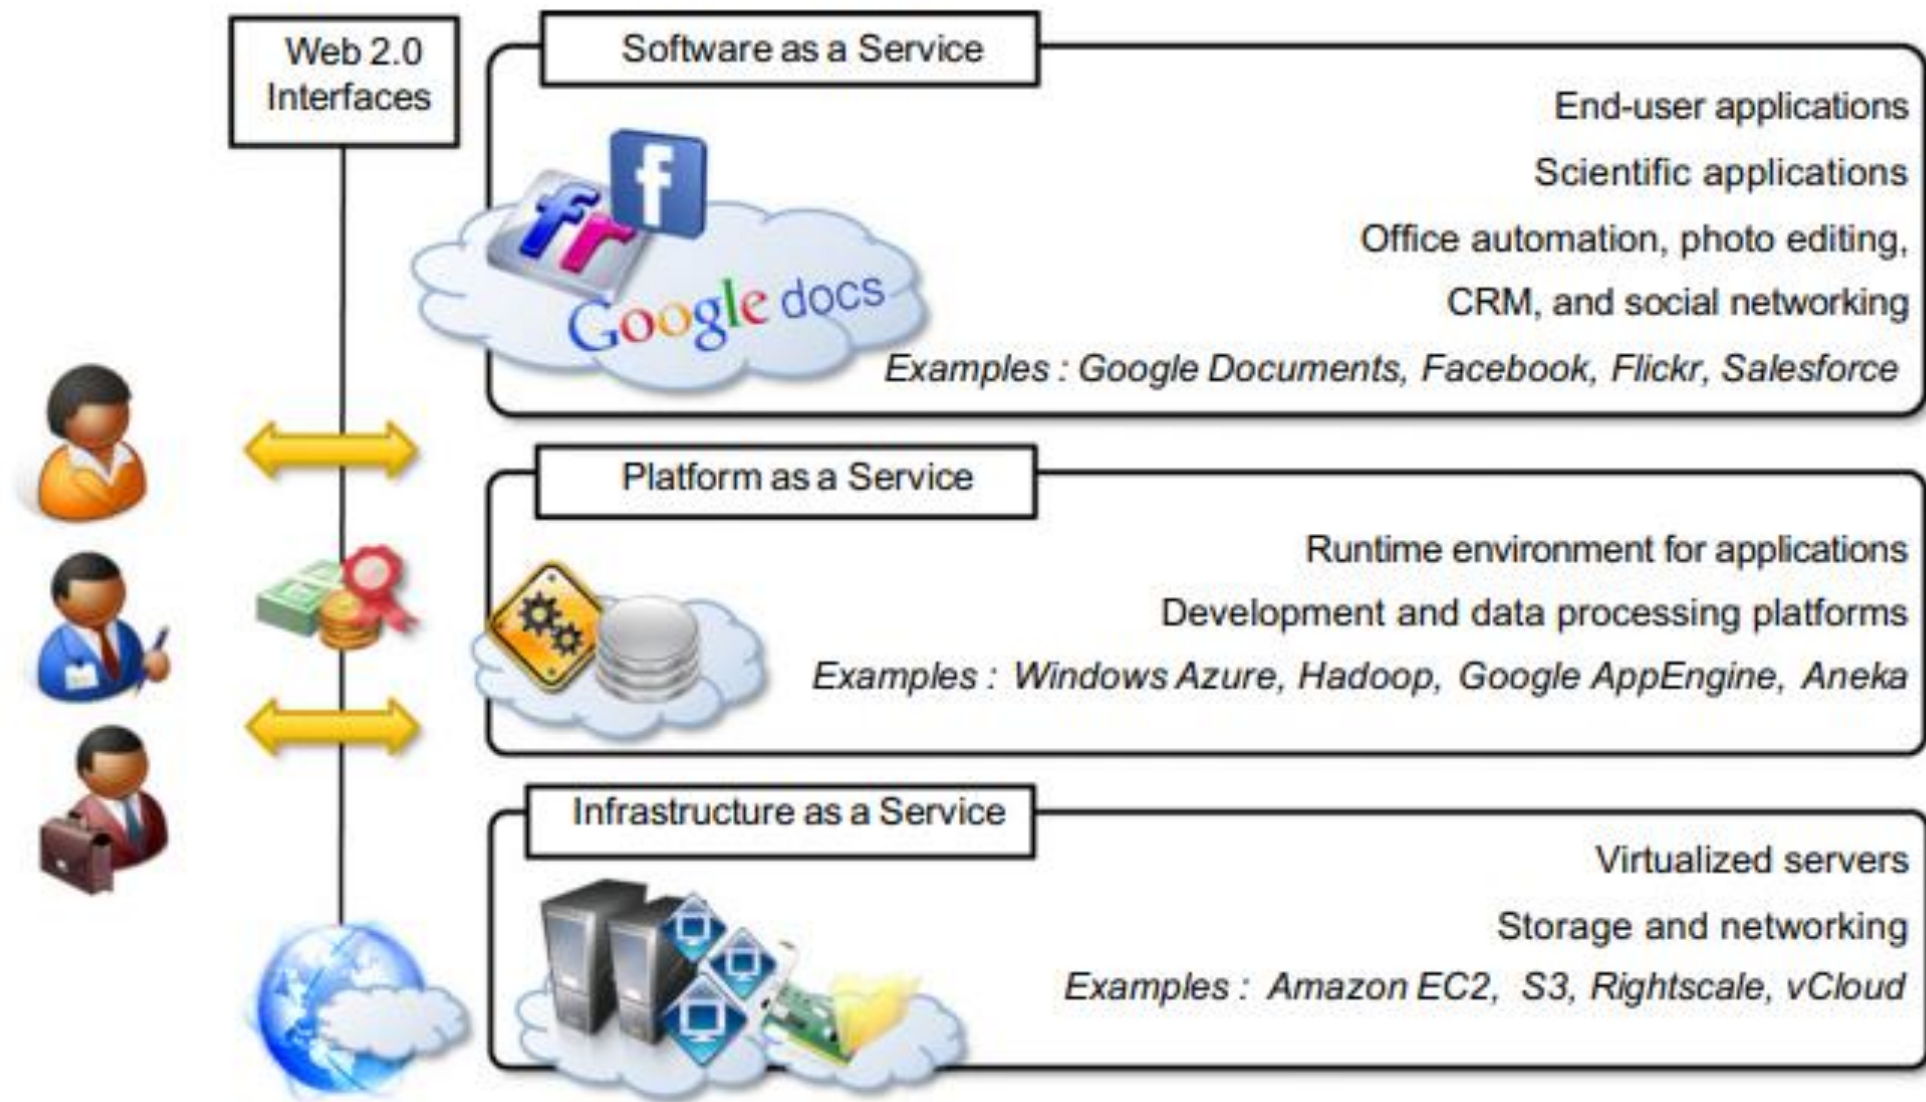 Web 2.0
Interfaces
Software as a Service
End-user applications
Scientific applications
Office automation, photo editing,
CRM, and social networking
Examples : Google Documents, Facebook, Flickr, Salesforce
f
fr
Google docs
Platform as a Service
Runtime environment for applications
Development and data processing platforms
Examples : Windows Azure, Hadoop, Google AppEngine, Aneka
Infrastructure as a Service
Virtualized servers
Storage and networking
Examples : Amazon EC2, S3, Rightscale, vCloud